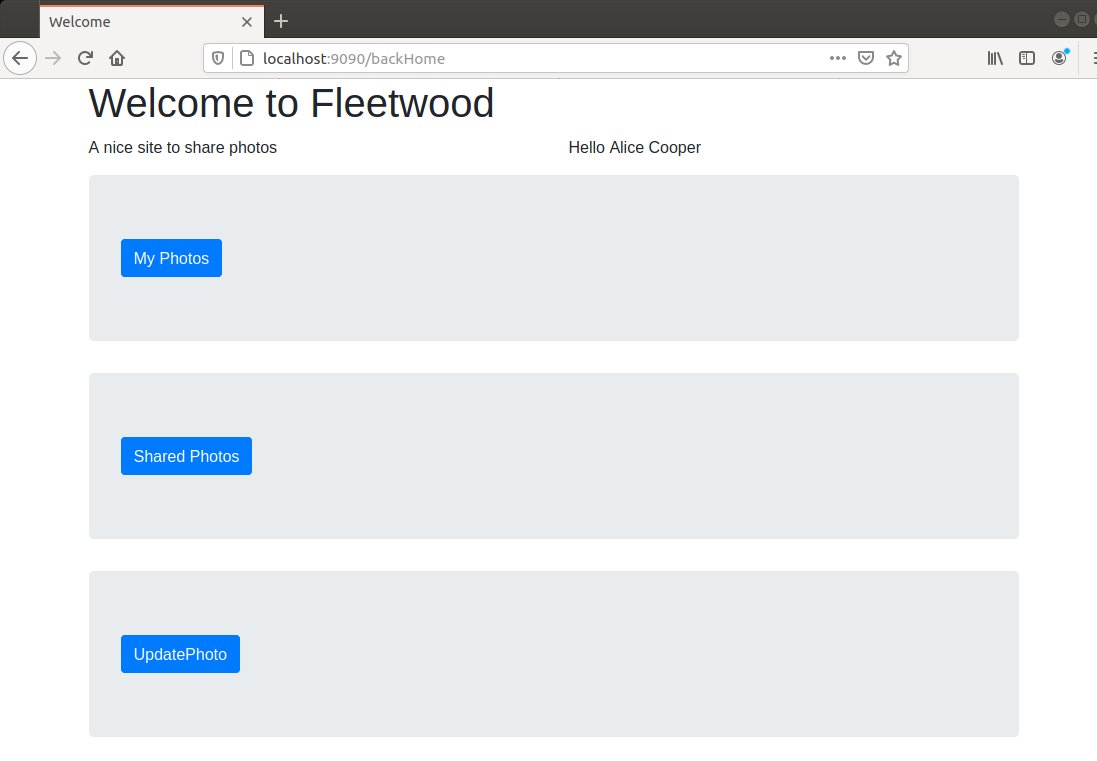 Welcome
localhost:9090/backHome
Welcome to Fleetwood
A nice site to share photos Hello Alice Cooper
My Photos
Shared Photos
UpdatePhoto